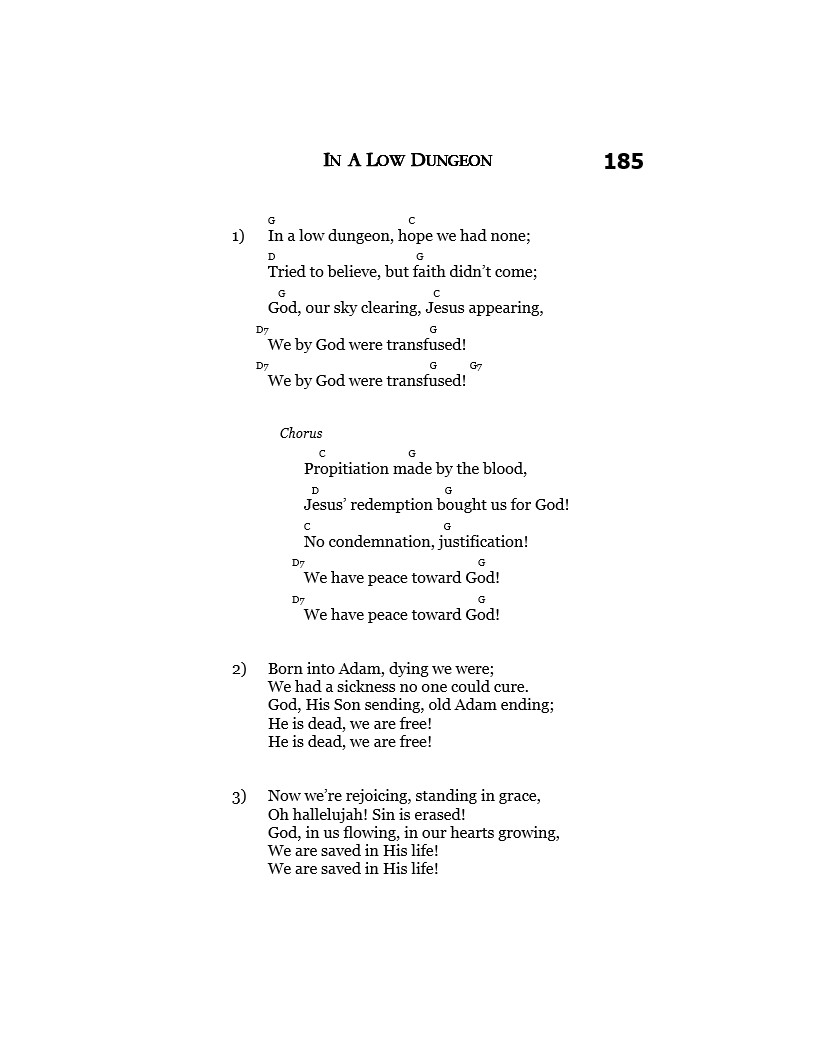 IN A LOW DUNGEON 185
G C
1) In a low dungeon, hope we had none;
D G
Tried to believe, but faith didn’t come;
G C
God, our sky clearing, Jesus appearing,
D7 G
We by God were transfused!
D7 G G7
We by God were transfused!
Chorus
C G
Propitiation made by the blood,
D G
Jesus’ redemption bought us for God!
C G
No condemnation, justification!
D7 G
We have peace toward God!
D7 G
We have peace toward God!
2) Born into Adam, dying we were;
We had a sickness no one could cure.
God, His Son sending, old Adam ending;
He is dead, we are free!
He is dead, we are free!
3) Now we’re rejoicing, standing in grace,
Oh hallelujah! Sin is erased!
God, in us flowing, in our hearts growing,
We are saved in His life!
We are saved in His life!